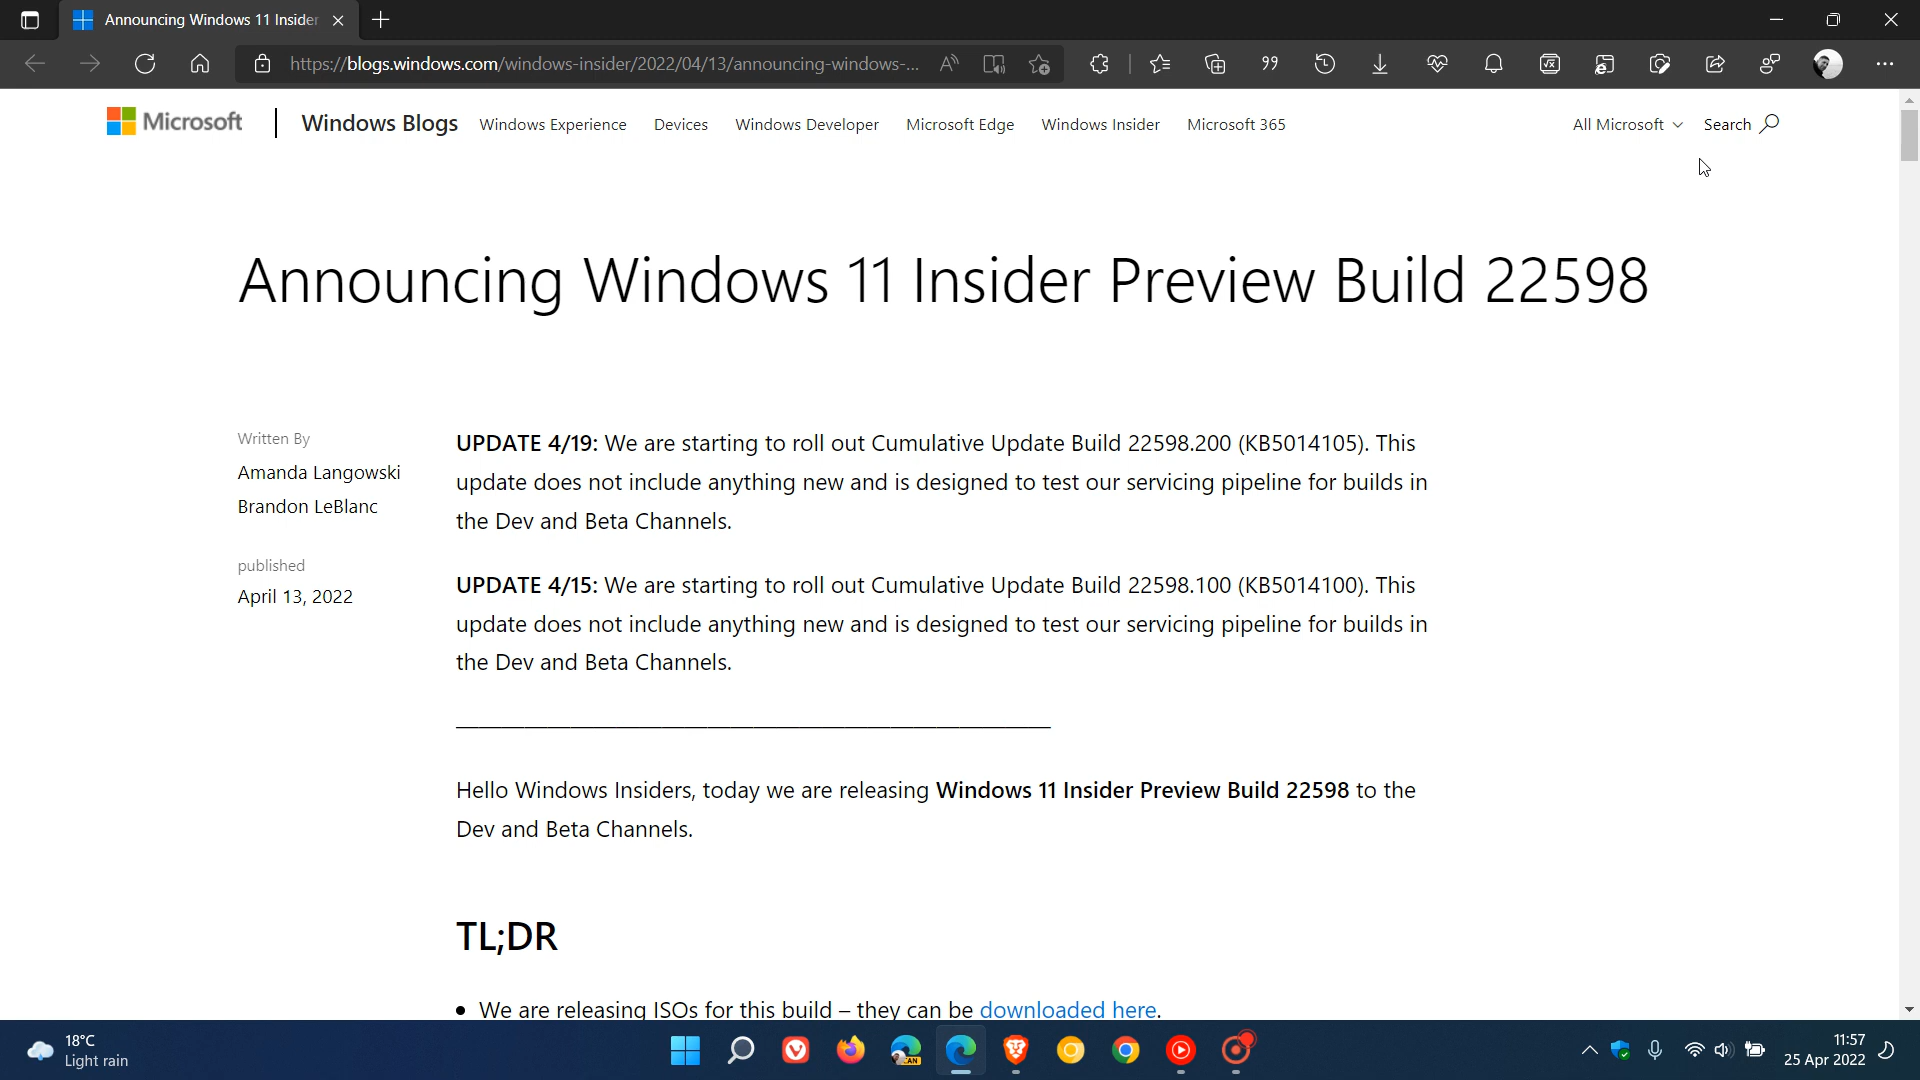 Announcing Windows 11 Insider
https://blogs.windows.com/windows-insider/2022/04/13/announcing-windows-...
Microsoft
Windows Blogs
Windows Experience Devices Windows Developer Microsoft Edge Windows Insider Microsoft 365
All Microsoft Search
Announcing Windows 11 Insider Preview Build 22598
Written By
Amanda Langowski
Brandon LeBlanc
published
April 13, 2022
UPDATE 4/19: We are starting to roll out Cumulative Update Build 22598.200 (KB5014105). This
update does not include anything new and is designed to test our servicing pipeline for builds in
the Dev and Beta Channels.
UPDATE 4/15: We are starting to roll out Cumulative Update Build 22598.100 (KB5014100). This
update does not include anything new and is designed to test our servicing pipeline for builds in
the Dev and Beta Channels.
Hello Windows Insiders, today we are releasing Windows 11 Insider Preview Build 22598 to the
Dev and Beta Channels.
TL;DR
• We are releasing ISOs for this build – they can be downloaded here.
18°C
Light rain
CAN
11:57
25 Apr 2022